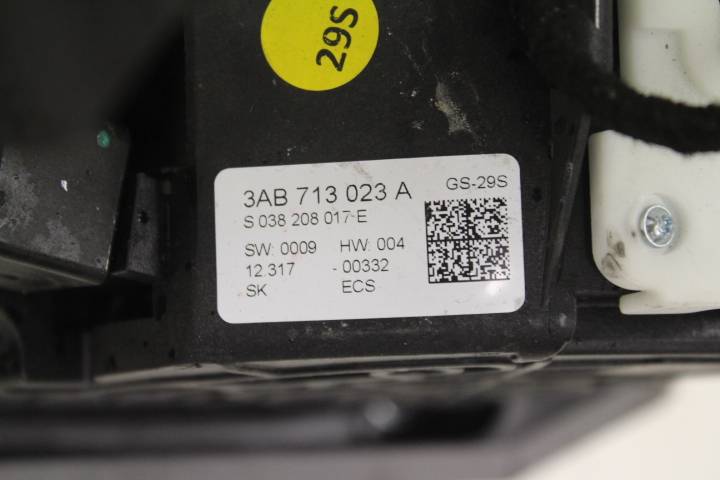 29S
3AB 713 023 A GS-29S
S 038 208 017 E
SW: 0009 HW: 004
12.317 - 00332
SK ECS